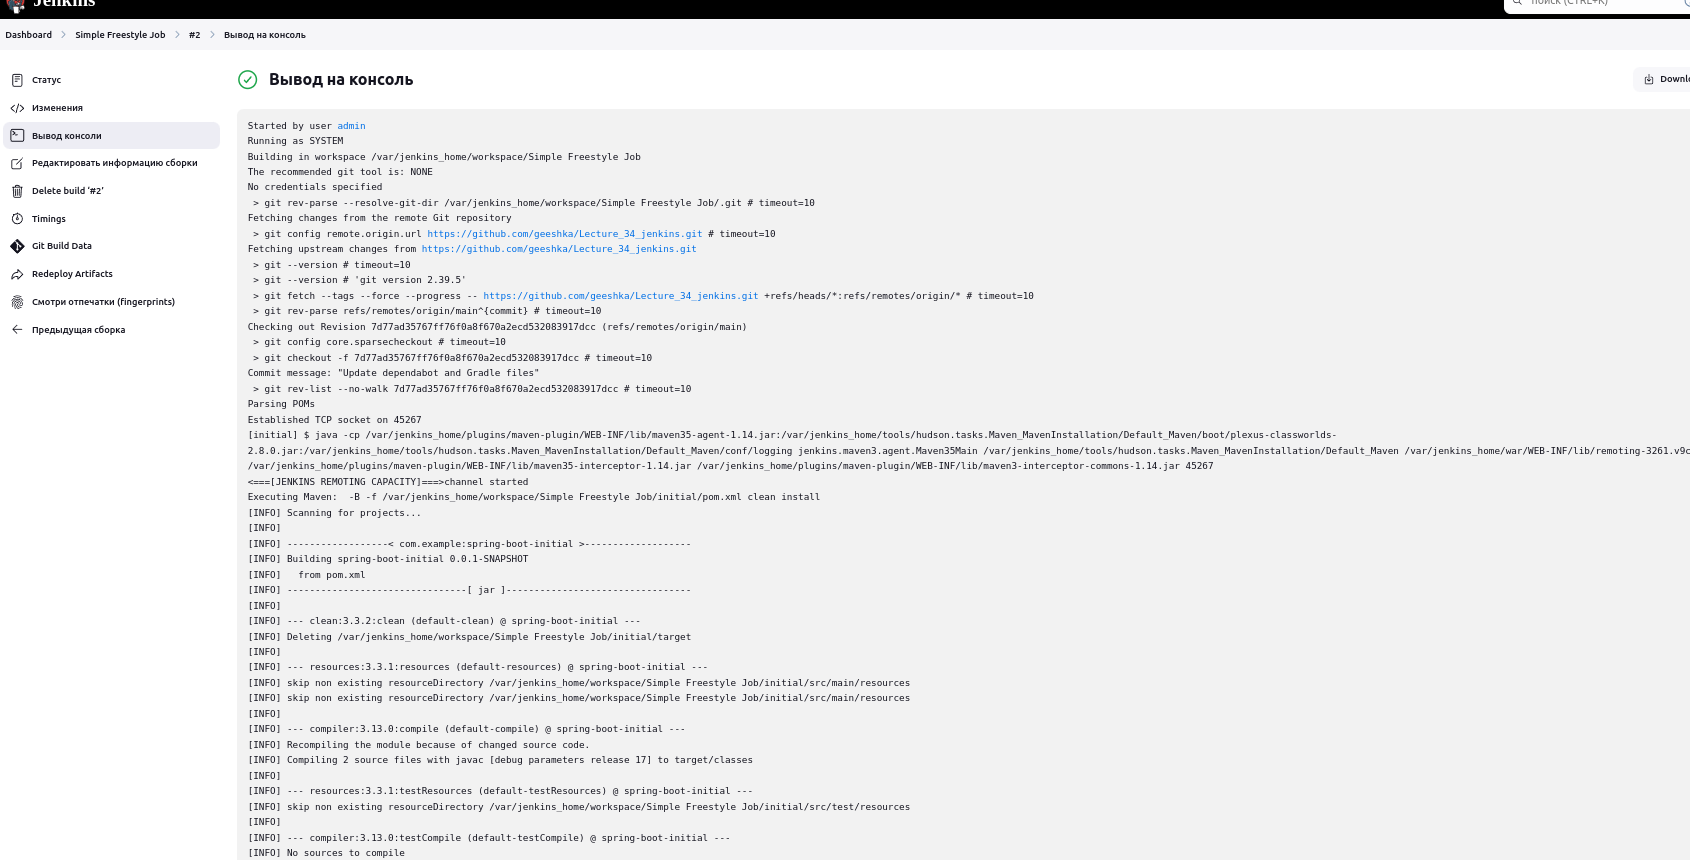 Jenkins
поиск (CTRL+K)
Dashboard
Simple Freestyle Job
#2
Вывод на консоль
Статус
Изменения
Вывод консоли
Редактировать информацию сборки
Delete build '#2'
Timings
Git Build Data
Redeploy Artifacts
Смотри отпечатки (fingerprints)
Предыдущая сборка
Вывод на консоль
Started by user admin
Running as SYSTEM
Building in workspace /var/jenkins_home/workspace/Simple Freestyle Job
The recommended git tool is: NONE
No credentials specified
> git rev-parse --resolve-git-dir /var/jenkins_home/workspace/Simple Freestyle Job/.git # timeout=10
Fetching changes from the remote Git repository
> git config remote.origin.url https://github.com/geeshka/Lecture_34_jenkins.git # timeout=10
Fetching upstream changes from https://github.com/geeshka/Lecture_34_jenkins.git
> git --version # timeout=10
> git --version # 'git version 2.39.5'
> git fetch --tags --force --progress -- https://github.com/geeshka/Lecture_34_jenkins.git +refs/heads/*:refs/remotes/origin/* # timeout=10
> git rev-parse refs/remotes/origin/main^{commit} # timeout=10
Checking out Revision 7d77ad35767ff76f0a8f670a2ecd532083917dcc (refs/remotes/origin/main)
> git config core.sparsecheckout # timeout=10
> git checkout -f 7d77ad35767ff76f0a8f670a2ecd532083917dcc # timeout=10
Commit message: "Update dependabot and Gradle files"
> git rev-list --no-walk 7d77ad35767ff76f0a8f670a2ecd532083917dcc # timeout=10
Parsing POMs
Established TCP socket on 45267
[initial] $ java -cp /var/jenkins_home/plugins/maven-plugin/WEB-INF/lib/maven35-agent-1.14.jar:/var/jenkins_home/tools/hudson.tasks.Maven_MavenInstallation/Default_Maven/boot/plexus-classworlds-
2.8.0.jar:/var/jenkins_home/tools/hudson.tasks.Maven_MavenInstallation/Default_Maven/conf/logging jenkins.maven3.agent.Maven35Main /var/jenkins_home/tools/hudson.tasks.Maven_MavenInstallation/Default_Maven /var/jenkins_home/war/WEB-INF/lib/remoting-3261.v9c
/var/jenkins_home/plugins/maven-plugin/WEB-INF/lib/maven35-interceptor-1.14.jar /var/jenkins_home/plugins/maven-plugin/WEB-INF/lib/maven3-interceptor-commons-1.14.jar 45267
<===[JENKINS REMOTING CAPACITY]===>channel started
Executing Maven:  -B -f /var/jenkins_home/workspace/Simple Freestyle Job/initial/pom.xml clean install
[INFO] Scanning for projects...
[INFO]
[INFO] ------------------< com.example:spring-boot-initial >-------------------
[INFO] Building spring-boot-initial 0.0.1-SNAPSHOT
[INFO]   from pom.xml
[INFO] --------------------------------[ jar ]---------------------------------
[INFO]
[INFO] --- clean:3.3.2:clean (default-clean) @ spring-boot-initial ---
[INFO] Deleting /var/jenkins_home/workspace/Simple Freestyle Job/initial/target
[INFO]
[INFO] --- resources:3.3.1:resources (default-resources) @ spring-boot-initial ---
[INFO] skip non existing resourceDirectory /var/jenkins_home/workspace/Simple Freestyle Job/initial/src/main/resources
[INFO] skip non existing resourceDirectory /var/jenkins_home/workspace/Simple Freestyle Job/initial/src/main/resources
[INFO]
[INFO] --- compiler:3.13.0:compile (default-compile) @ spring-boot-initial ---
[INFO] Recompiling the module because of changed source code.
[INFO] Compiling 2 source files with javac [debug parameters release 17] to target/classes
[INFO]
[INFO] --- resources:3.3.1:testResources (default-testResources) @ spring-boot-initial ---
[INFO] skip non existing resourceDirectory /var/jenkins_home/workspace/Simple Freestyle Job/initial/src/test/resources
[INFO]
[INFO] --- compiler:3.13.0:testCompile (default-testCompile) @ spring-boot-initial ---
[INFO] No sources to compile